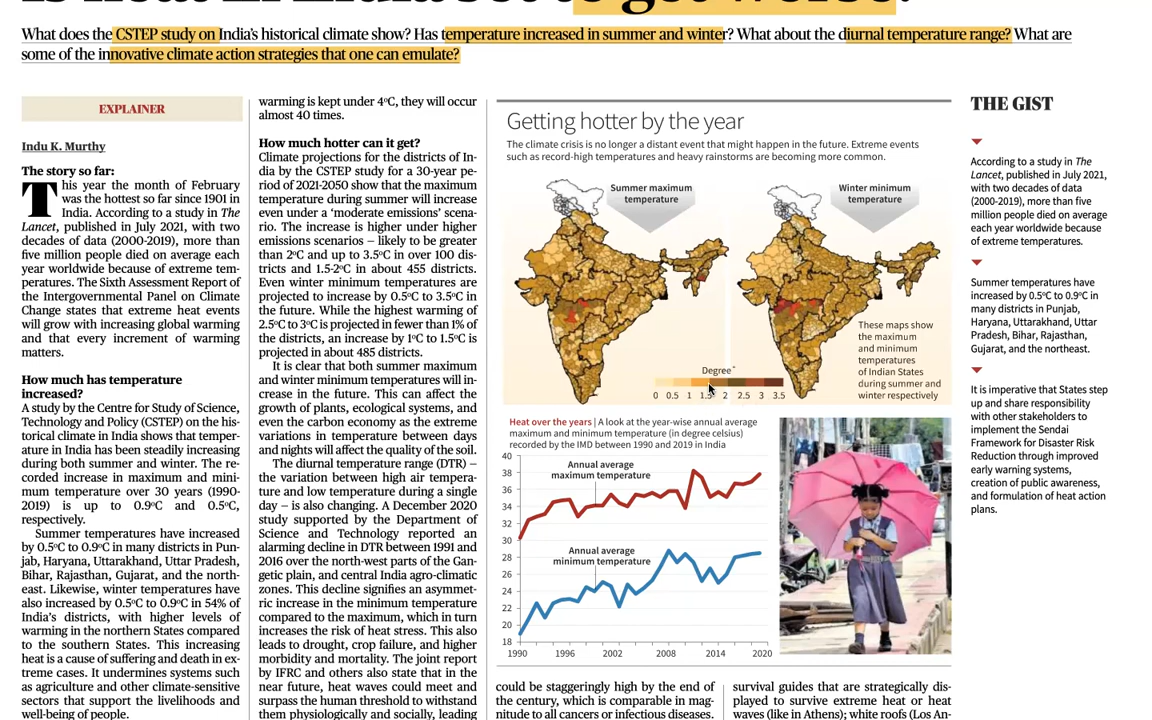 What does the CSTEP study on India's historical climate show? Has temperature increased in summer and winter? What about the diurnal temperature range? What are
some of the innovative climate action strategies that one can emulate?
EXPLAINER
Indu K. Murthy
The story so far:
This year the month of February
was the hottest so far since 1901 in
India. According to a study in The
Lancet, published in July 2021, with two
decades of data (2000-2019), more than
five million people died on average each
year worldwide because of extreme tem-
peratures. The Sixth Assessment Report of
the Intergovernmental Panel on Climate
Change states that extreme heat events
will grow with increasing global warming
and that every increment of warming
matters.
How much has temperature
increased?
A study by the Centre for Study of Science,
Technology and Policy (CSTEP) on the his-
torical climate in India shows that temper-
ature in India has been steadily increasing
during both summer and winter. The re-
corded increase in maximum and mini-
mum temperature over 30 years (1990-
2019) is up to 0.9ºC and 0.5ºC,
respectively.
Summer temperatures have increased
by 0.5ºC to 0.9ºC in many districts in Pun-
jab, Haryana, Uttarakhand, Uttar Pradesh,
Bihar, Rajasthan, Gujarat, and the north-
east. Likewise, winter temperatures have
also increased by 0.5ºC to 0.9ºC in 54% of
India's districts, with higher levels of
warming in the northern States compared
to the southern States. This increasing
heat is a cause of suffering and death in ex-
treme cases. It undermines systems such
as agriculture and other climate-sensitive
sectors that support the livelihoods and
well-being of people.
warming is kept under 4ºC, they will occur
almost 40 times.
How much hotter can it get?
Climate projections for the districts of In-
dia by the CSTEP study for a 30-year pe-
riod of 2021-2050 show that the maximum
temperature during summer will increase
even under a 'moderate emissions' scena-
rio. The increase is higher under higher
emissions scenarios – likely to be greater
than 2ºC and up to 3.5ºC in over 100 dis-
tricts and 1.5-2ºC in about 455 districts.
Even winter minimum temperatures are
projected to increase by 0.5ºC to 3.5ºC in
the future. While the highest warming of
2.5ºC to 3ºC is projected in fewer than 1% of
the districts, an increase by 1ºC to 1.5ºC is
projected in about 485 districts.
It is clear that both summer maximum
and winter minimum temperatures will in-
crease in the future. This can affect the
growth of plants, ecological systems, and
even the carbon economy as the extreme
variations in temperature between days
and nights will affect the quality of the soil.
The diurnal temperature range (DTR) –
the variation between high air tempera-
ture and low temperature during a single
day – is also changing. A December 2020
study supported by the Department of
Science and Technology reported an
alarming decline in DTR between 1991 and
2016 over the north-west parts of the Gan-
getic plain, and central India agro-climatic
zones. This decline signifies an asymmet-
ric increase in the minimum temperature
compared to the maximum, which in turn
increases the risk of heat stress. This also
leads to drought, crop failure, and higher
morbidity and mortality. The joint report
by IFRC and others also state that in the
near future, heat waves could meet and
surpass the human threshold to withstand
them physiologically and socially, leading
Getting hotter by the year
The climate crisis is no longer a distant event that might happen in the future. Extreme events
such as record-high temperatures and heavy rainstorms are becoming more common.
Summer maximum
temperature
Winter minimum
temperature
These maps show
the maximum
and minimum
temperatures
of Indian States
during summer and
winter respectively
Degree˚
0 0.5 1 1.5 2 2.5 3 3.5
Heat over the years | A look at the year-wise annual average
maximum and minimum temperature (in degree celsius)
recorded by the IMD between 1990 and 2019 in India
40
38
36
34
32
30
28
26
24
22
20
18
Annual average
maximum temperature
Annual average
minimum temperature
1990 1996 2002 2008 2014 2020
could be staggeringly high by the end of
the century, which is comparable in mag-
nitude to all cancers or infectious diseases.
survival guides that are strategically dis-
played to survive extreme heat or heat
waves (like in Athens); white roofs (Los An-
THE GIST
According to a study in The
Lancet, published in July 2021,
with two decades of data
(2000-2019), more than five
million people died on average
each year worldwide because
of extreme temperatures.
Summer temperatures have
increased by 0.5ºC to 0.9ºC in
many districts in Punjab,
Haryana, Uttarakhand, Uttar
Pradesh, Bihar, Rajasthan,
Gujarat, and the northeast.
It is imperative that States step
up and share responsibility
with other stakeholders to
implement the Sendai
Framework for Disaster Risk
Reduction through improved
early warning systems,
creation of public awareness,
and formulation of heat action
plans.